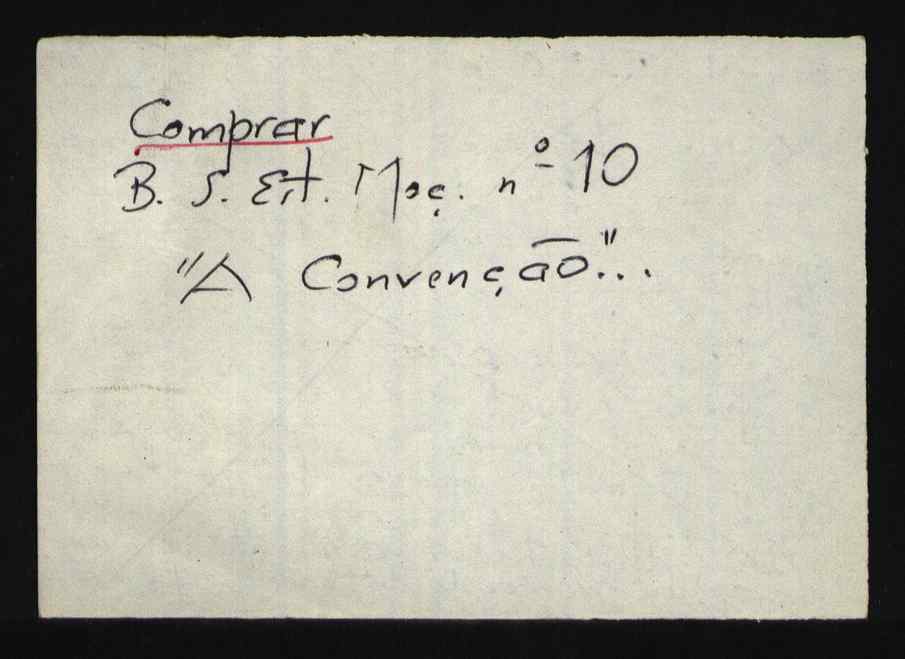 Comprar
B. S. Est. Moç. nº 10
"A Convenção"...